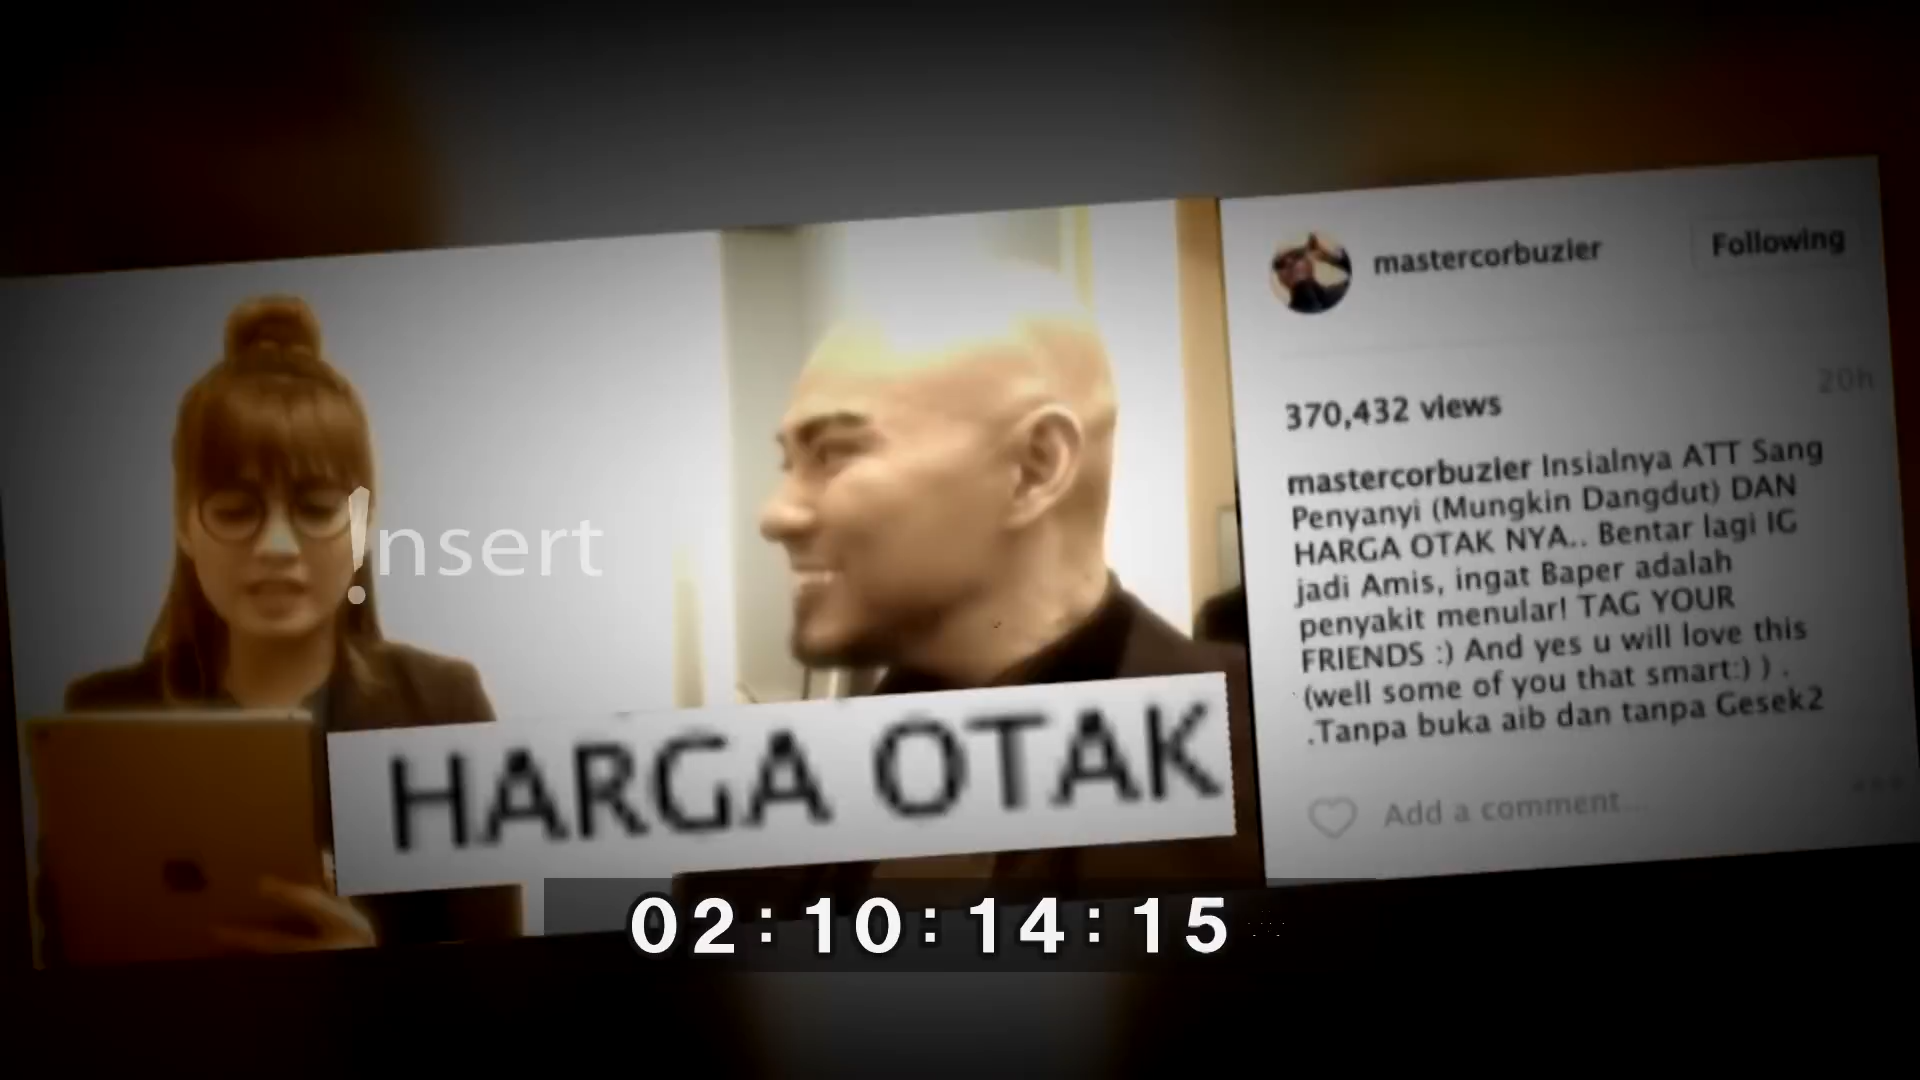 mastercorbuzier
Following
20h
370,432 views
mastercorbuzier Insialnya ATT Sang
Penyanyi (Mungkin Dangdut) DAN
HARGA OTAK NYA.. Bentar lagi IG
jadi Amis, ingat Baper adalah
penyakit menular! TAG YOUR
FRIENDS :) And yes u will love this
(well some of you that smart:) ) .
.Tanpa buka aib dan tanpa Gesek2
Add a comment...
!nsert
HARGA OTAK
02:10:14:15